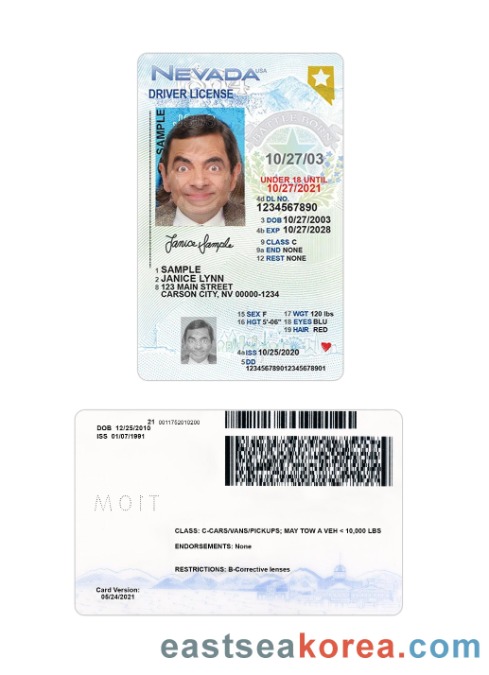 NEVADA USA
DRIVER LICENSE
SAMPLE
BATTLE BORN
10/27/03
UNDER 18 UNTIL
10/27/2021
4d DL NO.
1234567890
3 DOB 10/27/2003
4b EXP 10/27/2028
9 CLASS C
9a END NONE
12 REST NONE
Janice Sample
1 SAMPLE
2 JANICE LYNN
8 123 MAIN STREET
CARSON CITY, NV 00000-1234
15 SEX F 17 WGT 120 lbs
16 HGT 5'-06" 18 EYES BLU
19 HAIR RED
4a ISS 10/25/2020
5 DD
123456789012345678901
21 0011752010200
DOB 12/25/2010
ISS 01/07/1991
MOIT
CLASS: C-CARS/VANS/PICKUPS; MAY TOW A VEH < 10,000 LBS
ENDORSEMENTS: None
RESTRICTIONS: B-Corrective lenses
Card Version:
06/24/2021
eastseakorea.com